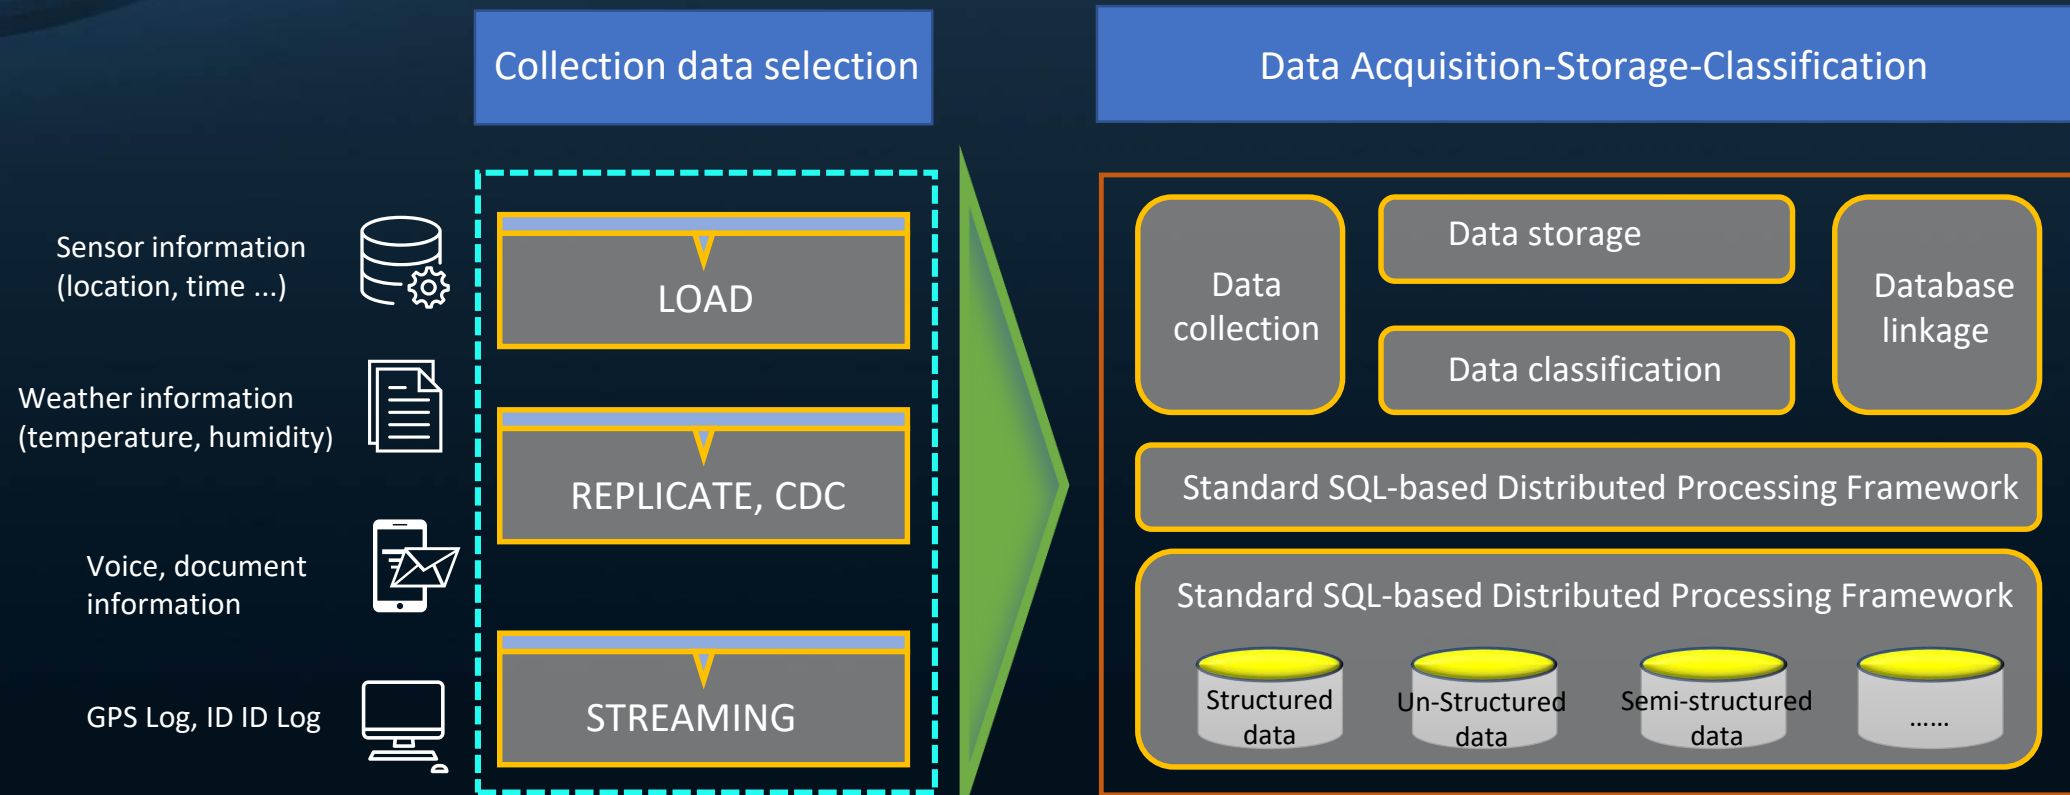 Collection data selection
Data Acquisition-Storage-Classification
Sensor information
(location, time ...)
Weather information
(temperature, humidity)
Voice, document
information
GPS Log, ID ID Log
LOAD
REPLICATE, CDC
STREAMING
Data
collection
Data storage
Data classification
Database
linkage
Standard SQL-based Distributed Processing Framework
Standard SQL-based Distributed Processing Framework
Structured
data
Un-Structured
data
Semi-structured
data
......